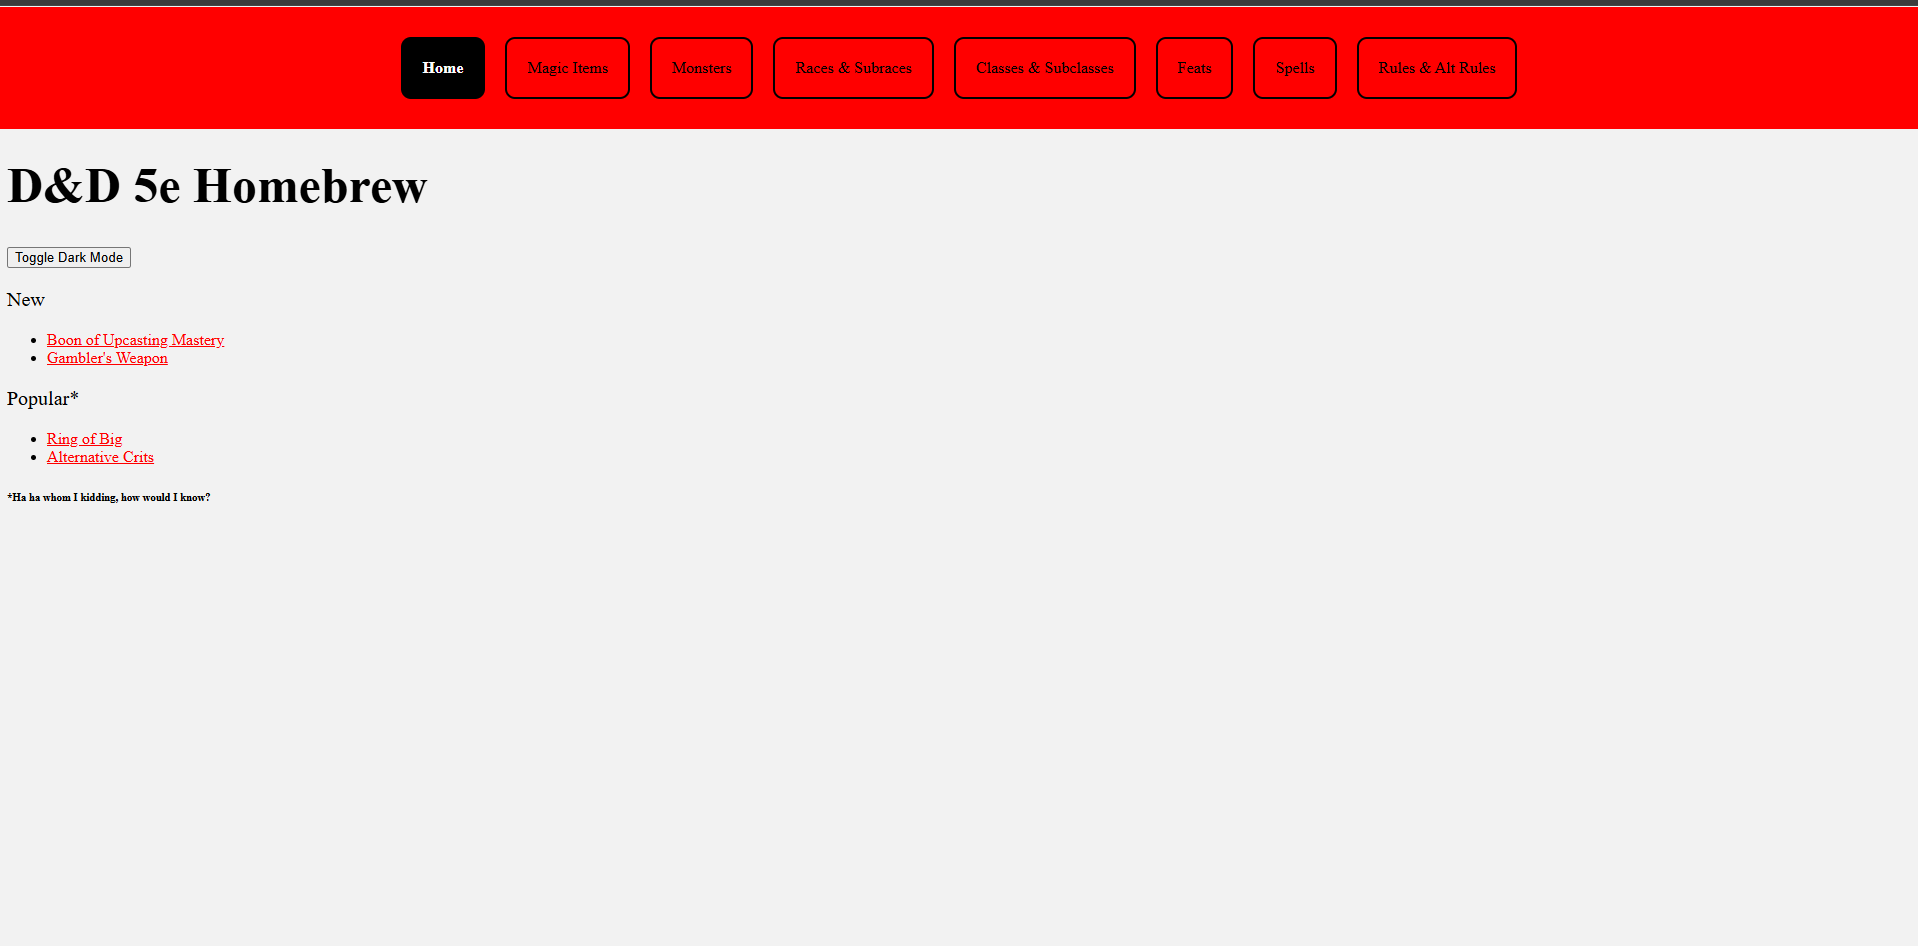 Home Magic Items Monsters Races & Subraces Classes & Subclasses Feats Spells Rules & Alt Rules
D&D 5e Homebrew
Toggle Dark Mode
New
Boon of Upcasting Mastery
Gambler's Weapon
Popular*
Ring of Big
Alternative Crits
*Ha ha whom I kidding, how would I know?